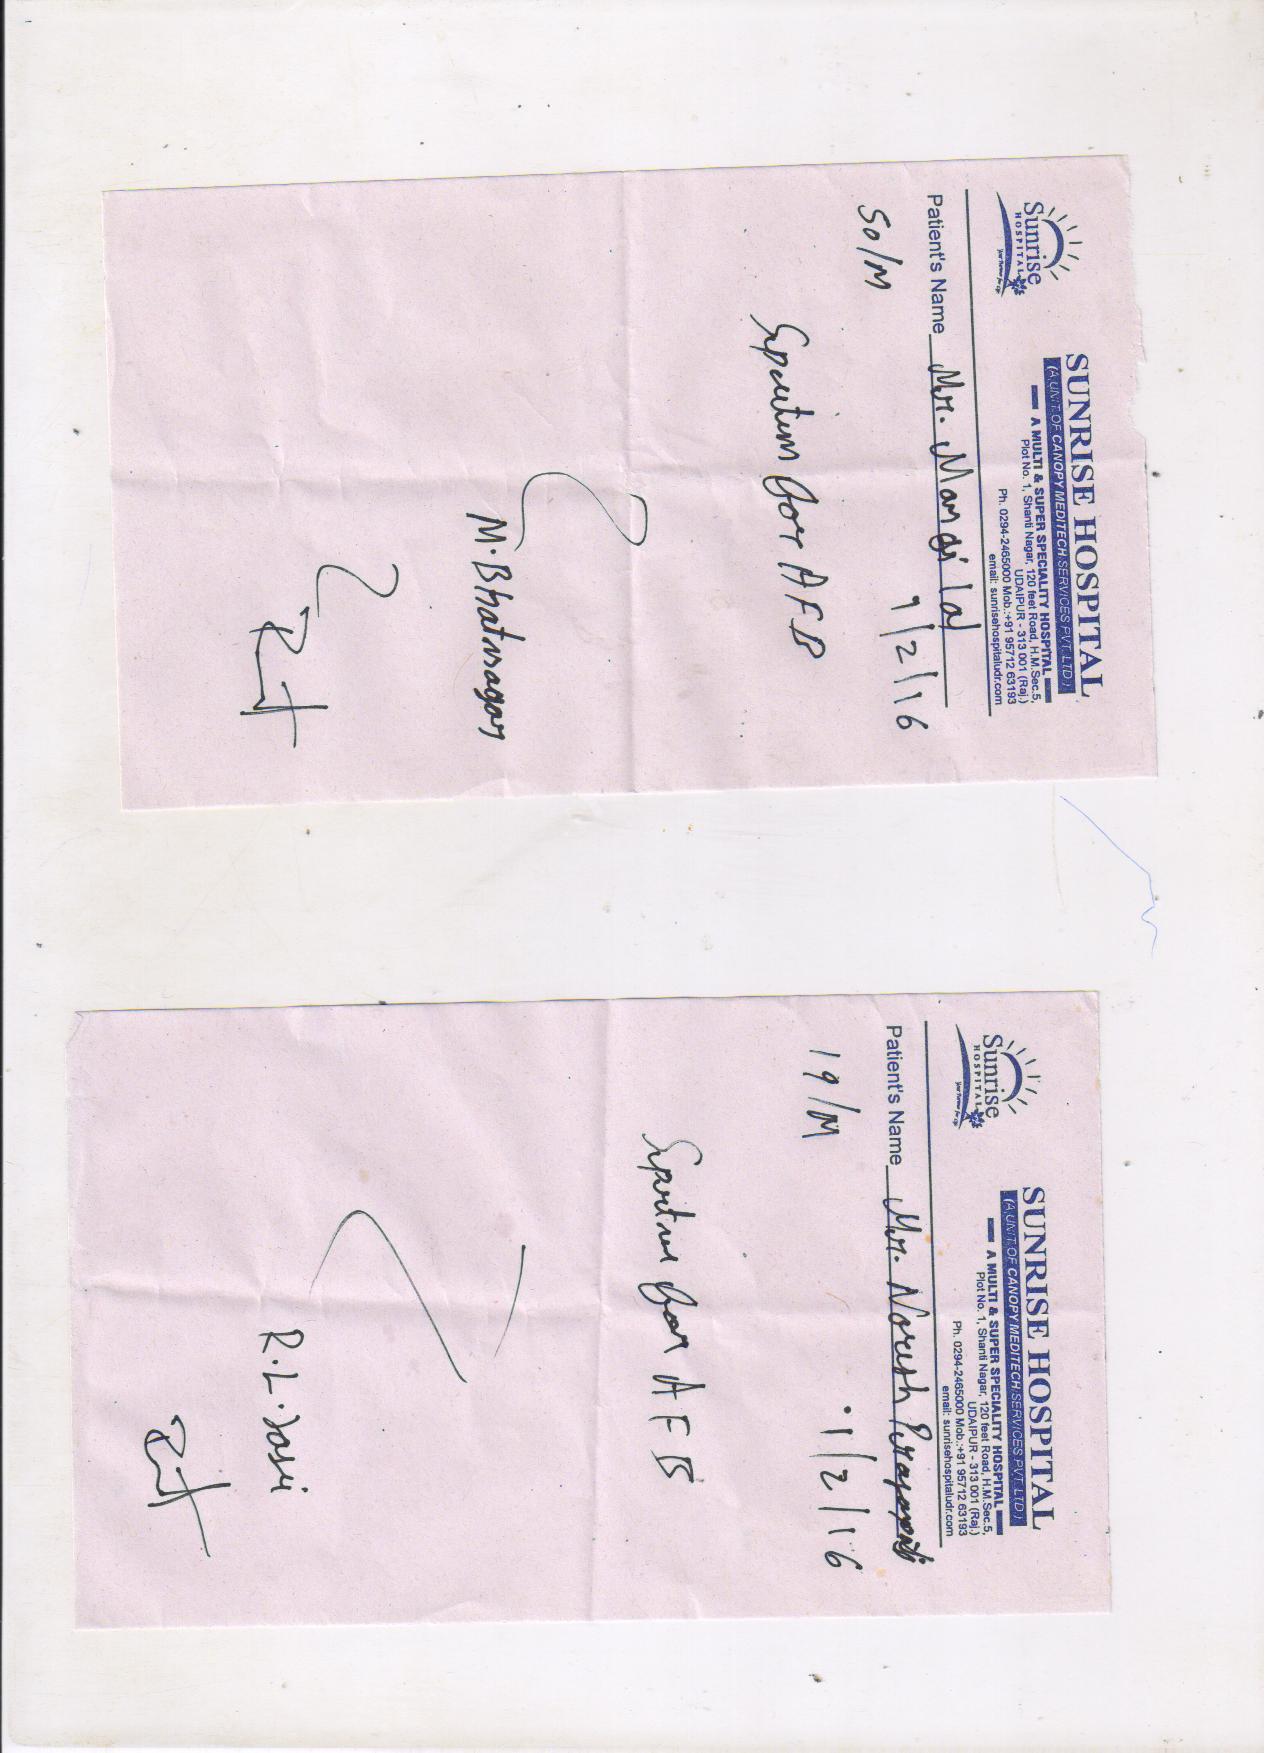 Sunrise
HOSPITAL
SUNRISE HOSPITAL
(A UNIT OF CANOPY MEDITECH SERVICES PVT. LTD.)
A MULTI & SUPER SPECIALITY HOSPITAL
Plot No. 1, Shanti Nagar, 120 feet Road, H.M.Sec.5,
UDAIPUR - 313 001 (Raj.)
Ph. 0294-2465000 Mob.:+91 95712 63193
email: sunrisehospitaludr.com
Patient's Name Mr. lal
50/M /2/16
Sputum for AFB
M. Bhatnagar
Sunrise
HOSPITAL
SUNRISE HOSPITAL
(A UNIT OF CANOPY MEDITECH SERVICES PVT. LTD.)
A MULTI & SUPER SPECIALITY HOSPITAL
Plot No. 1, Shanti Nagar, 120 feet Road, H.M.Sec.5,
UDAIPUR - 313 001 (Raj.)
Ph. 0294-2465000 Mob.:+91 95712 63193
email: sunrisehospitaludr.com
Patient's Name Mr. Naresh Prajapati
19/M 1/2/16
Sputum for AFB
R.L.